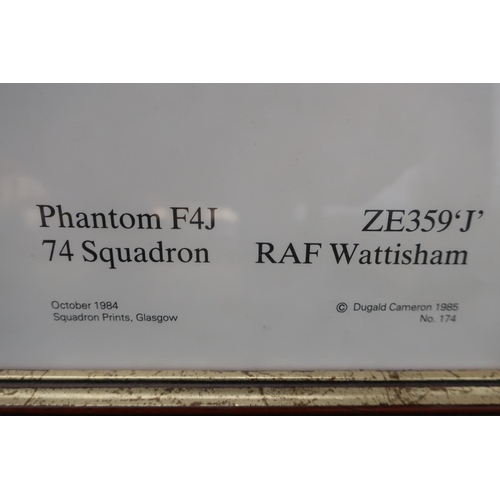 Phantom F4J
74 Squadron
October 1984
Squadron Prints, Glasgow
ZE359‘J’
RAF Wattisham
© Dugald Cameron 1985
No. 174